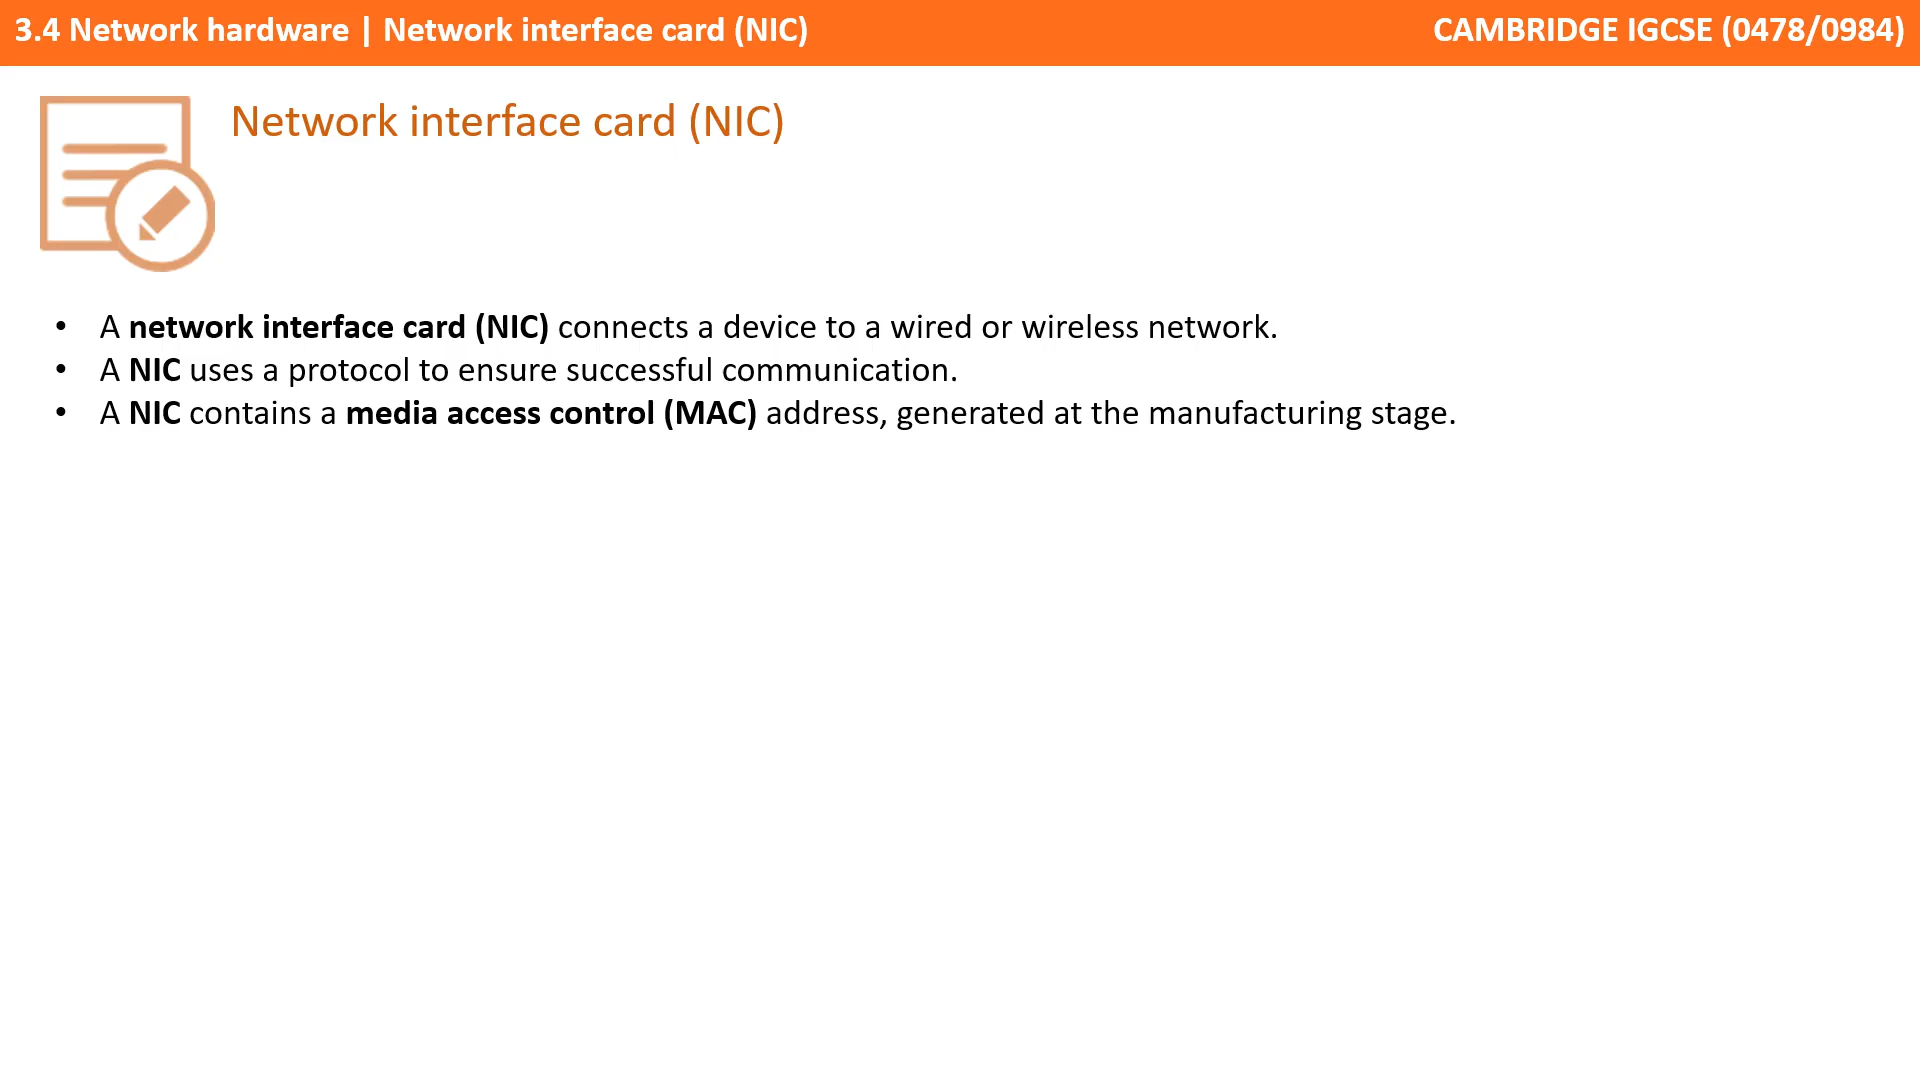 3.4 Network hardware | Network interface card (NIC)
CAMBRIDGE IGCSE (0478/0984)
Network interface card (NIC)
• A network interface card (NIC) connects a device to a wired or wireless network.
• A NIC uses a protocol to ensure successful communication.
• A NIC contains a media access control (MAC) address, generated at the manufacturing stage.